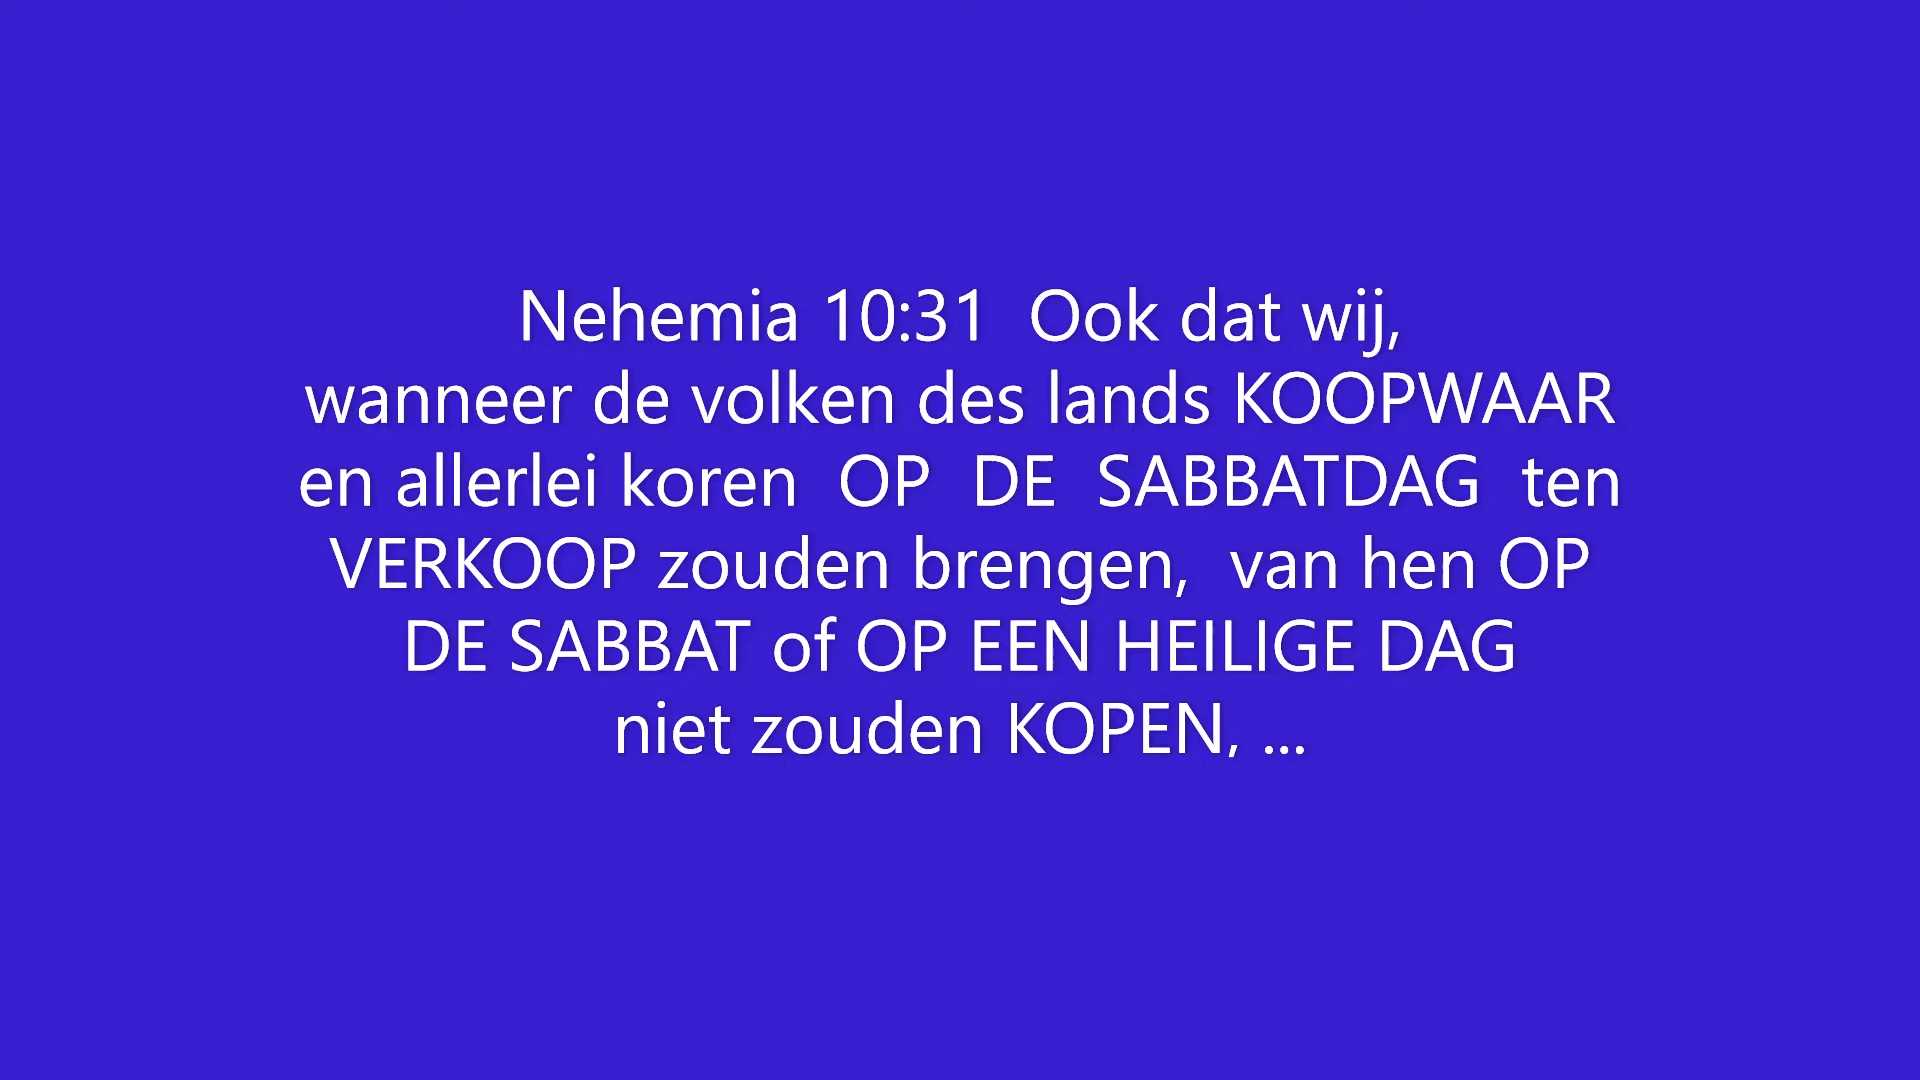 Nehemia 10:31  Ook dat wij,
wanneer de volken des lands KOOPWAAR
en allerlei koren  OP  DE  SABBATDAG  ten
VERKOOP zouden brengen,  van hen OP
DE SABBAT of OP EEN HEILIGE DAG
niet zouden KOPEN, ...